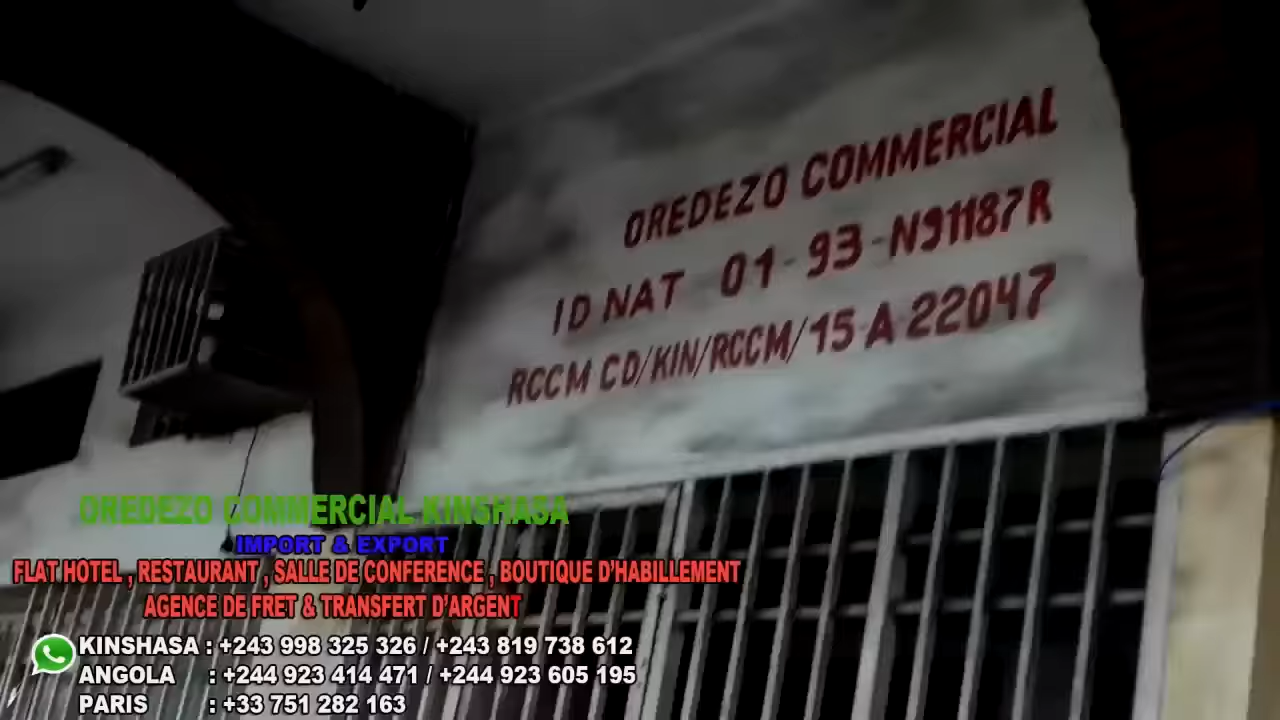 OREDEZO COMMERCIAL
ID NAT 01-93-N91187R
RCCM CD/KIN/RCCM/15-A-22047
OREDEZO COMMERCIAL KINSHASA
IMPORT & EXPORT
FLAT HOTEL , RESTAURANT , SALLE DE CONFERENCE , BOUTIQUE D'HABILLEMENT
AGENCE DE FRET & TRANSFERT D'ARGENT
KINSHASA : +243 998 325 326 / +243 819 738 612
ANGOLA : +244 923 414 471 / +244 923 605 195
PARIS : +33 751 282 163